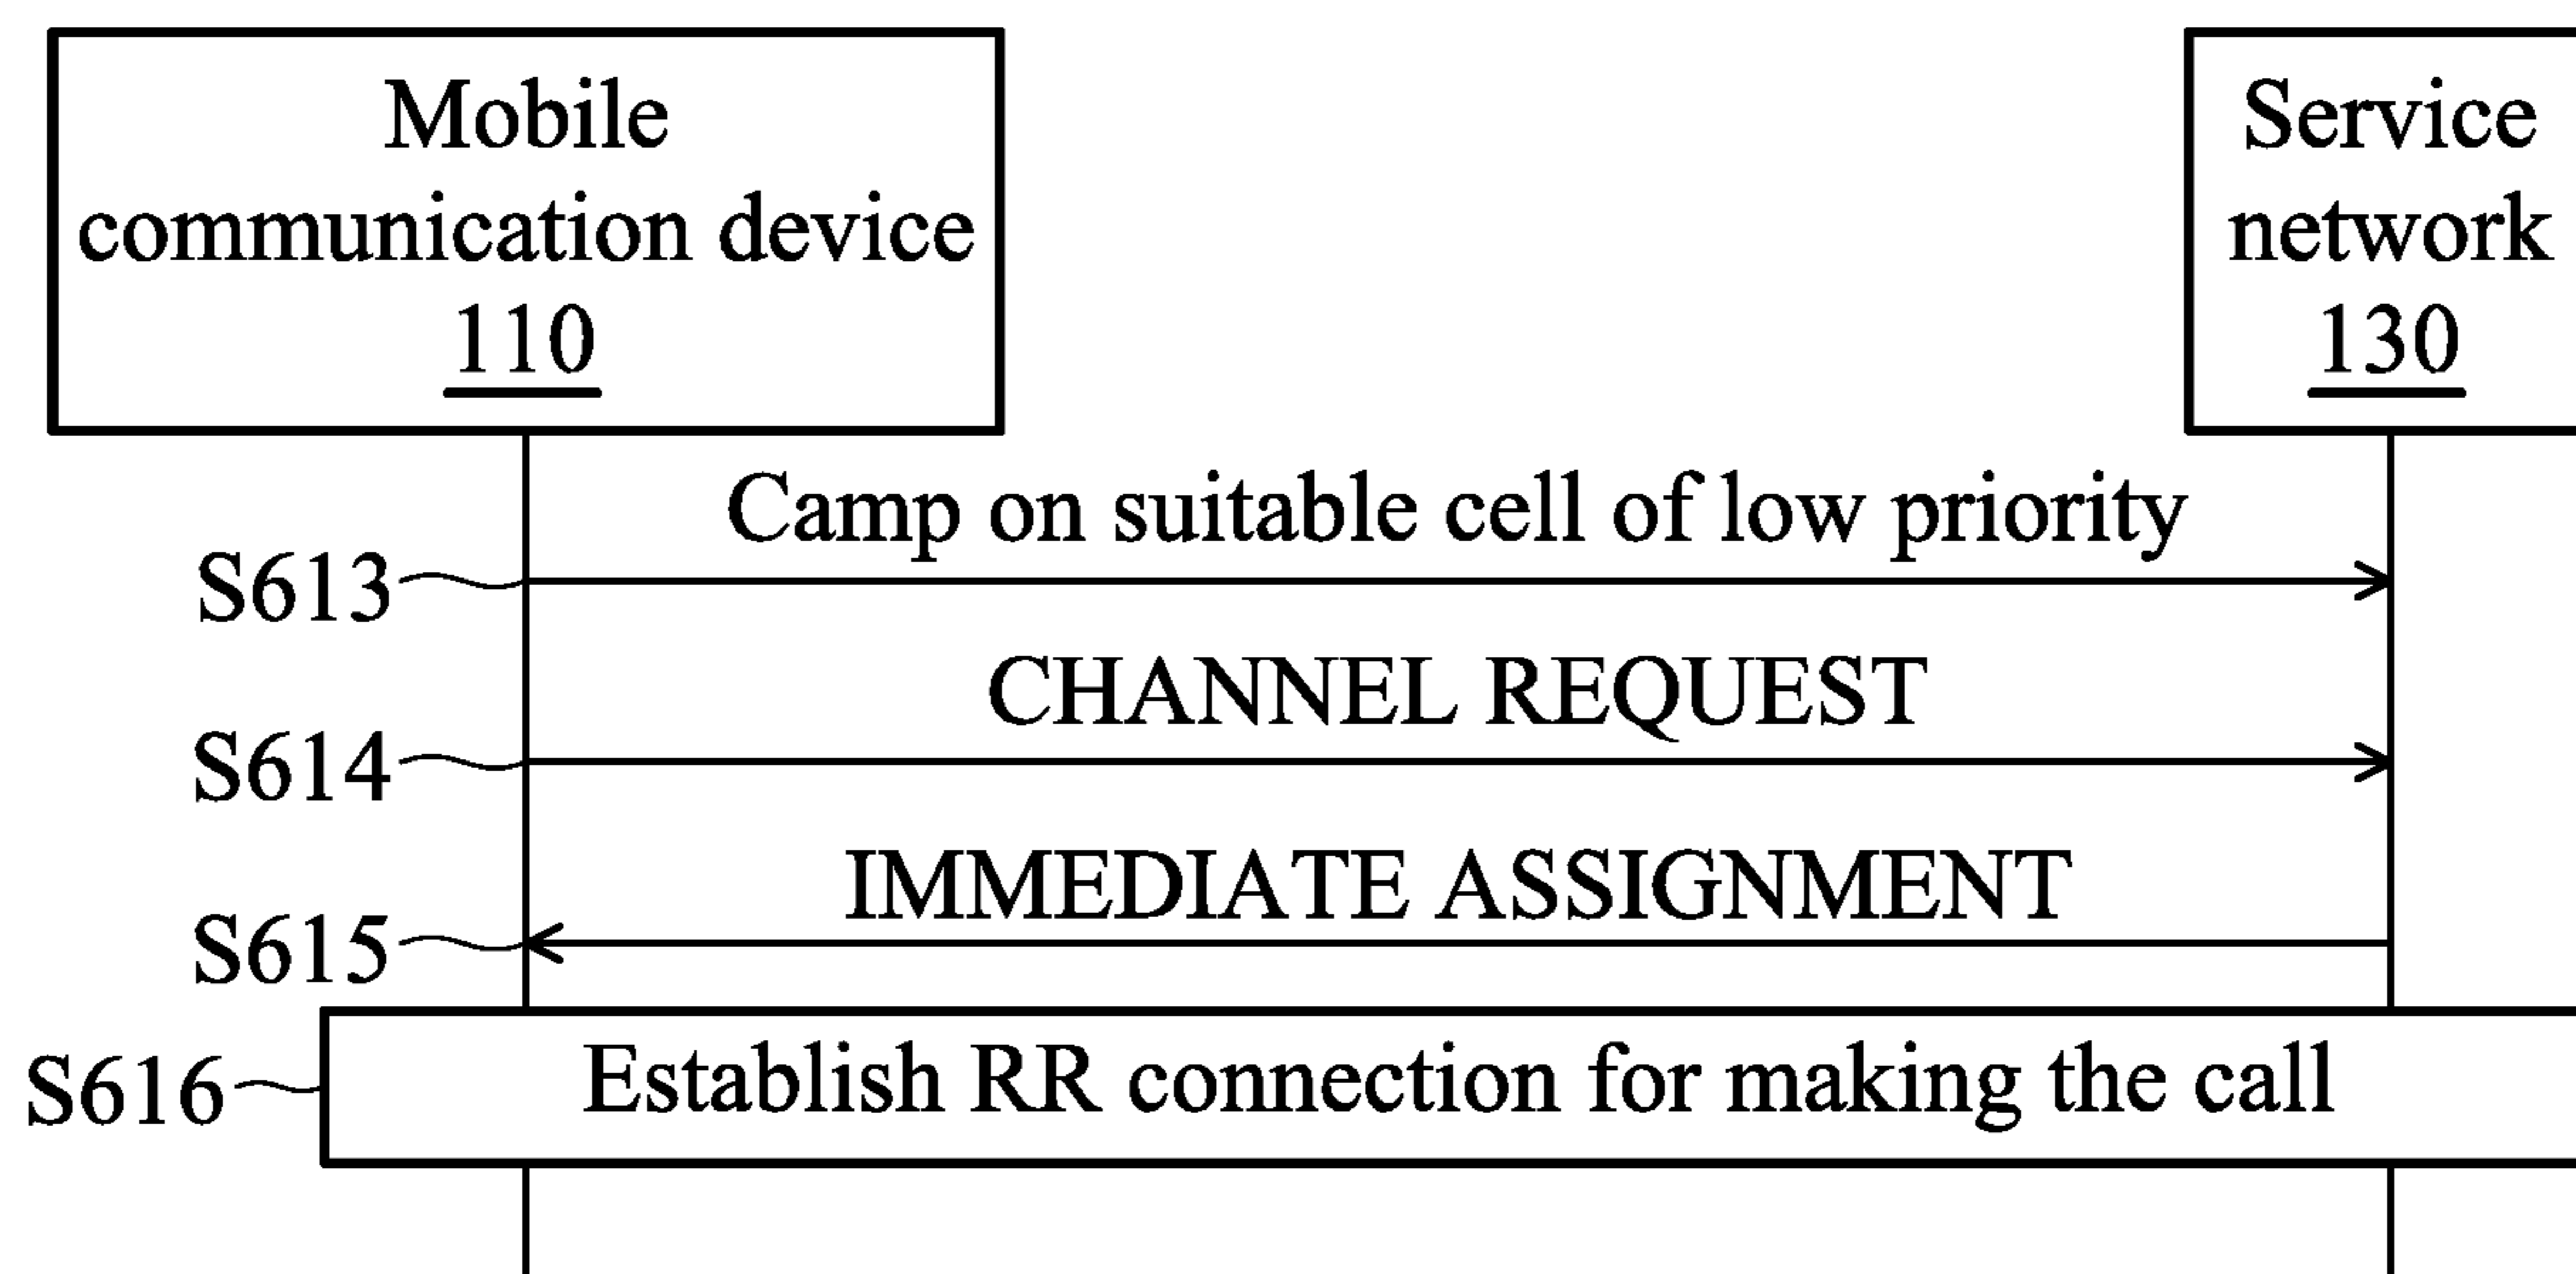 Mobile
communication device
110
Service
network
130
Camp on suitable cell of low priority
S613
CHANNEL REQUEST
S614
IMMEDIATE ASSIGNMENT
S615
S616
Establish RR connection for making the call